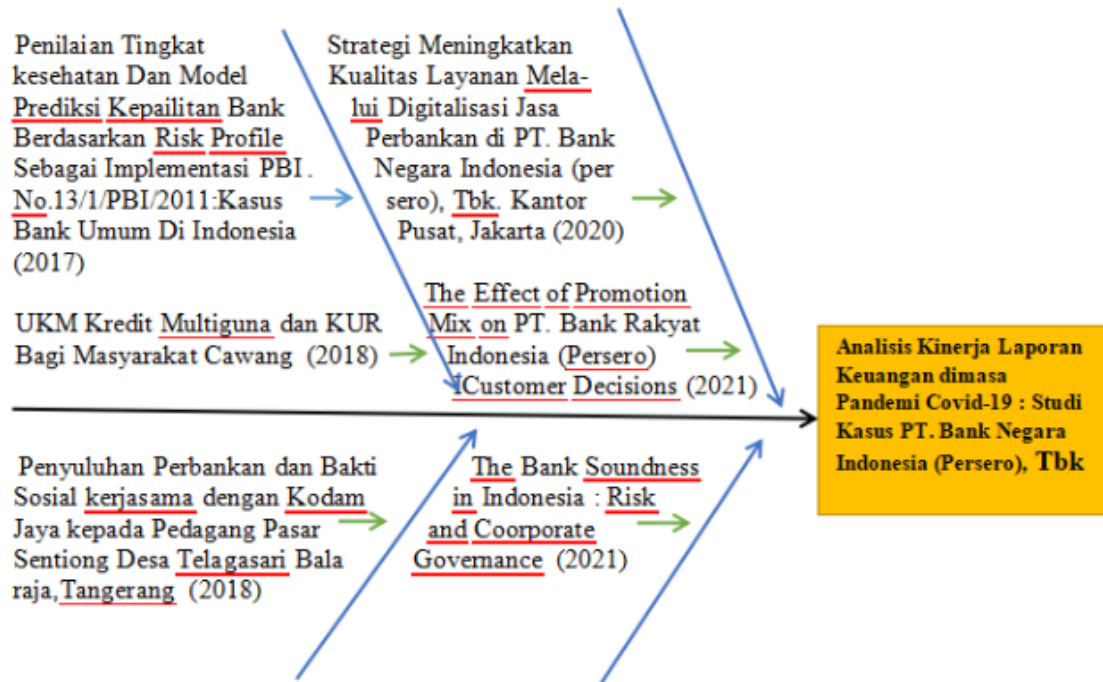 Penilaian Tingkat
kesehatan Dan Model
Prediksi Kepailitan Bank
Berdasarkan Risk Profile
Sebagai Implementasi PBI.
No.13/1/PBI/2011:Kasus
Bank Umum Di Indonesia
(2017)
Strategi Meningkatkan
Kualitas Layanan Mela-
lui Digitalisasi Jasa
Perbankan di PT. Bank
Negara Indonesia (per
sero), Tbk. Kantor
Pusat, Jakarta (2020)
UKM Kredit Multiguna dan KUR
Bagi Masyarakat Cawang (2018)
The Effect of Promotion
Mix on PT. Bank Rakyat
Indonesia (Persero)
ICustomer Decisions (2021)
Analisis Kinerja Laporan
Keuangan dimasa
Pandemi Covid-19 : Studi
Kasus PT. Bank Negara
Indonesia (Persero), Tbk
Penyuluhan Perbankan dan Bakti
Sosial kerjasama dengan Kodam
Jaya kepada Pedagang Pasar
Sentiong Desa Telagasari Bala
raja,Tangerang (2018)
The Bank Soundness
in Indonesia : Risk
and Coorporate
Governance (2021)